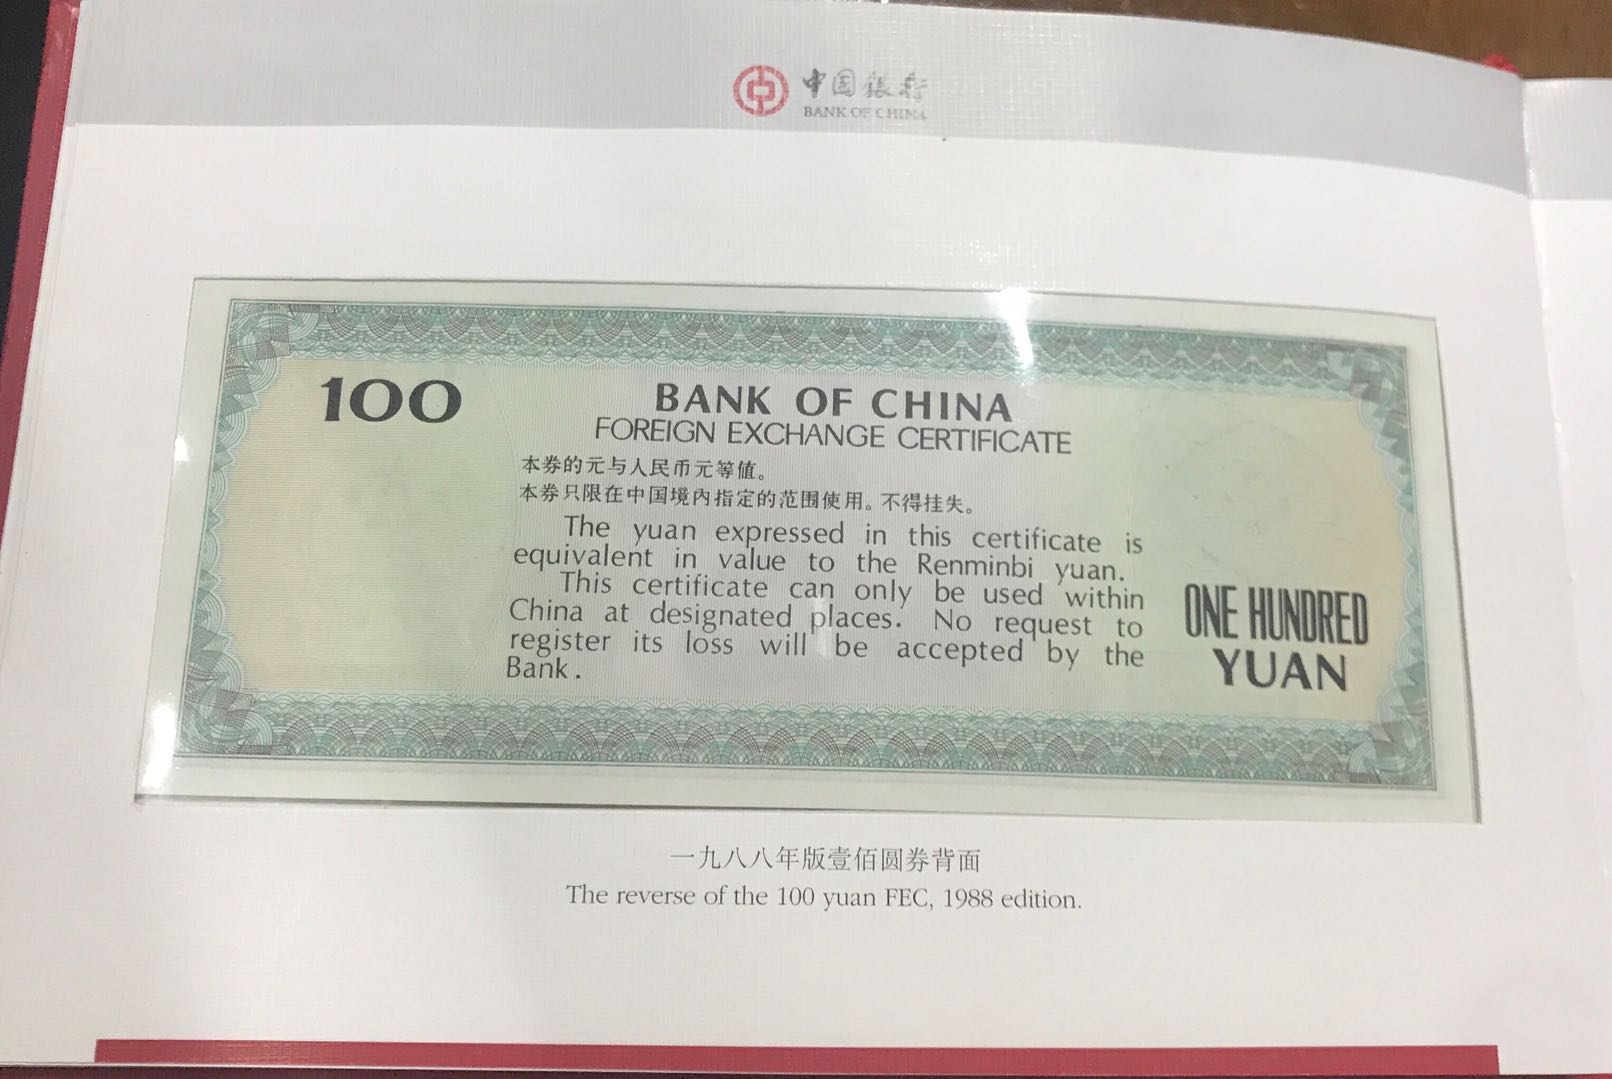 中国银行
BANK OF CHINA
100
BANK OF CHINA
FOREIGN EXCHANGE CERTIFICATE
本券的元与人民币元等值。
本券只限在中国境内指定的范围使用。不得挂失。
The yuan expressed in this certificate is
equivalent in value to the Renminbi yuan.
This certificate can only be used within
China at designated places. No request to
register its loss will be accepted by the
Bank.
ONE HUNDRED
YUAN
一九八八年版壹佰圆券背面
The reverse of the 100 yuan FEC, 1988 edition.